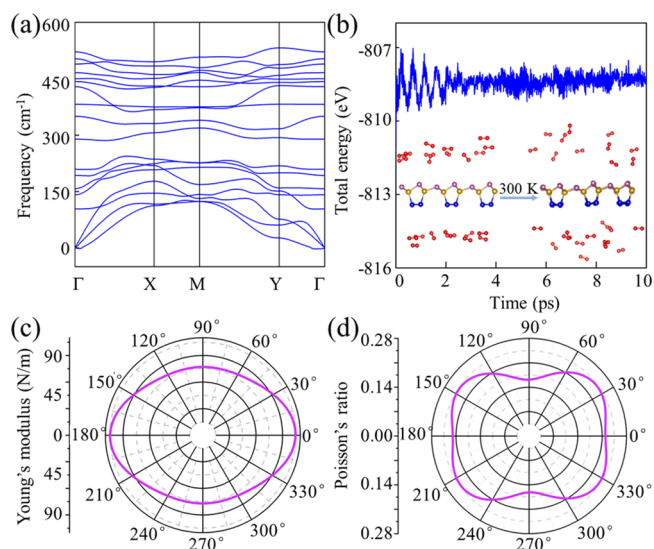 (a)
Frequency (cm⁻¹)
600
450
300
150
0
Γ X M Y Γ
(b)
Total energy (eV)
-807
-810
-813
-816
300 K
0 2 4 6 8 10
Time (ps)
(c)
Young's modulus (N/m)
90
45
0
45
90
90°
120° 60°
150° 30°
180° 0°
210° 330°
240° 300°
270°
(d)
Poisson's ratio
0.28
0.14
0.00
0.14
0.28
90°
120° 60°
150° 30°
180° 0°
210° 330°
240° 300°
270°